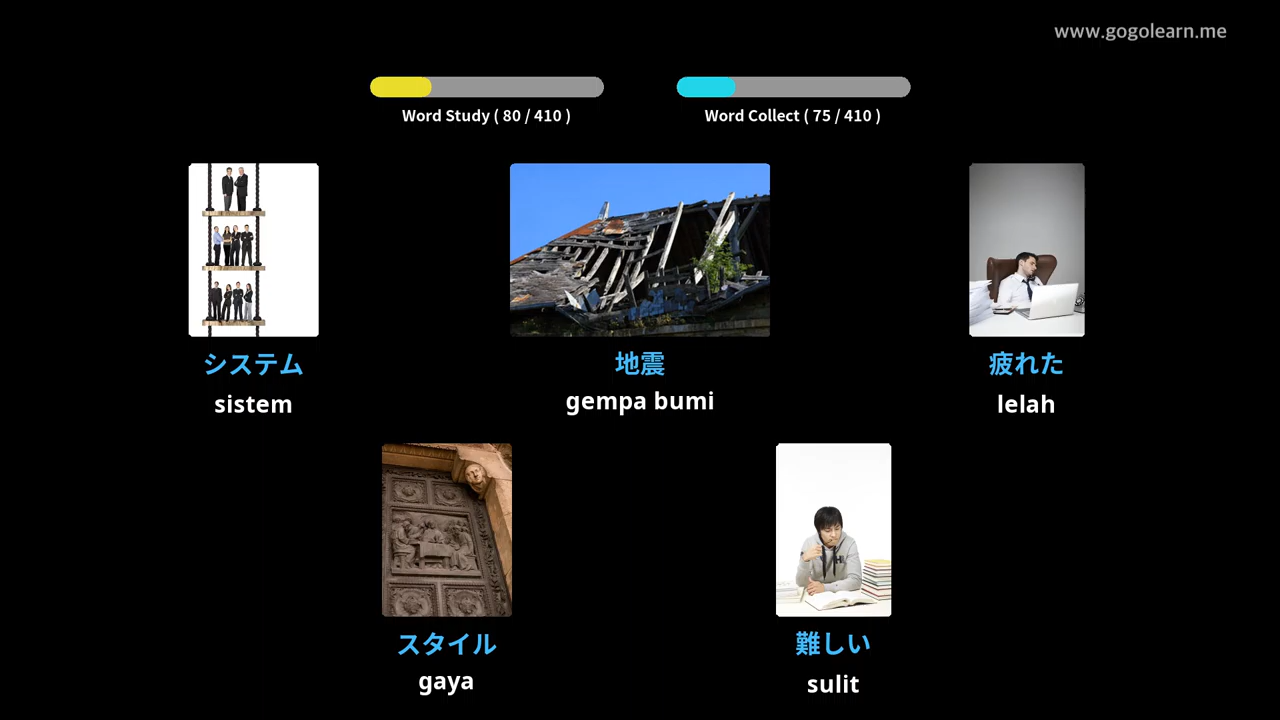 www.gogolearn.me
Word Study ( 80 / 410 )
Word Collect ( 75 / 410 )
システム
sistem
地震
gempa bumi
疲れた
lelah
スタイル
gaya
難しい
sulit